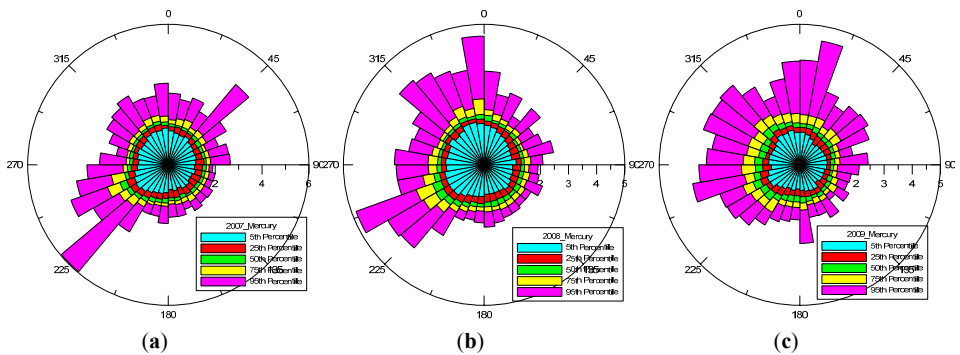 0
315
45
270
90
2 4 6
225
135
180
2007_Mercury
5th Percentile
25th Percentile
50th Percentile
75th Percentile
95th Percentile
(a)
0
315
45
270
90
1 2 3 4 5
225
135
180
2008_Mercury
5th Percentile
25th Percentile
50th Percentile
75th Percentile
95th Percentile
(b)
0
315
45
270
90
1 2 3 4 5
225
135
180
2009_Mercury
5th Percentile
25th Percentile
50th Percentile
75th Percentile
95th Percentile
(c)